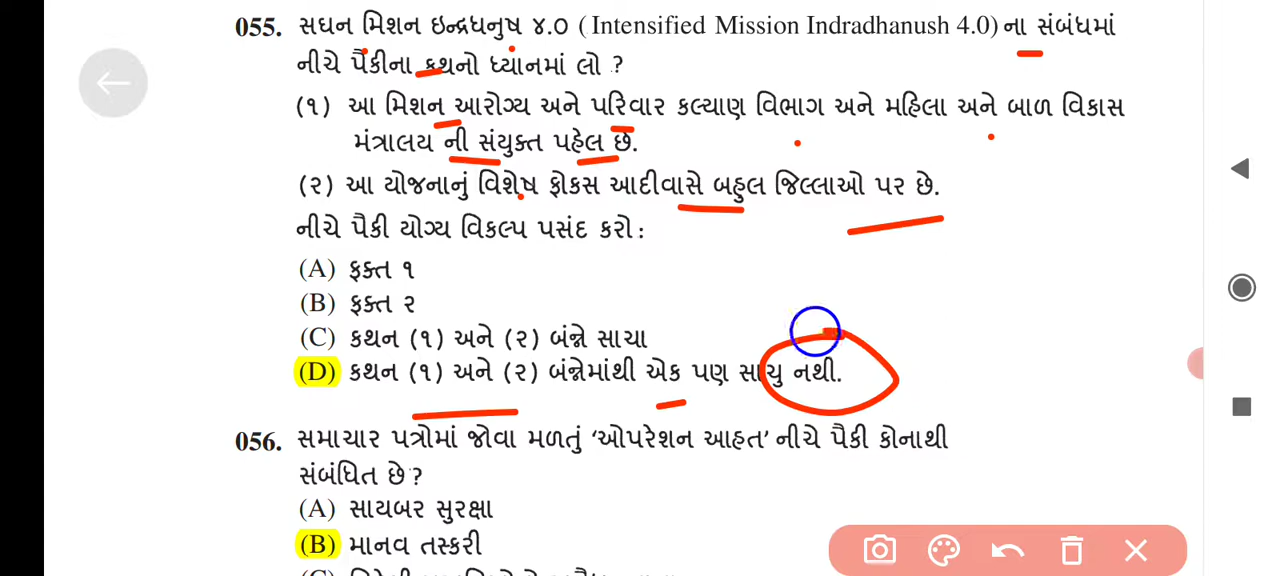 055. સઘન મિશન ઇન્દ્રધનુષ ૪.0 ( Intensified Mission Indradhanush 4.0) ના સંબંધમાં
નીચે પૈકીના કથનો ધ્યાનમાં લો ?
(૧) આ મિશન આરોગ્ય અને પરિવાર કલ્યાણ વિભાગ અને મહિલા અને બાળ વિકાસ
મંત્રાલય ની સંયુક્ત પહેલ છે.
(૨) આ યોજનાનું વિશેષ ફોકસ આદીવાસે બહુલ જિલ્લાઓ પર છે.
નીચે પૈકી યોગ્ય વિકલ્પ પસંદ કરો :
(A) ફક્ત ૧
(B) ફક્ત ૨
(C) કથન (૧) અને (૨) બંન્ને સાચા
(D) કથન (૧) અને (૨) બંન્નેમાંથી એક પણ સાચુ નથી.
056. સમાચાર પત્રોમાં જોવા મળતું ‘ઓપરેશન આહત’ નીચે પૈકી કોનાથી
સંબંધિત છે ?
(A) સાયબર સુરક્ષા
(B) માનવ તસ્કરી